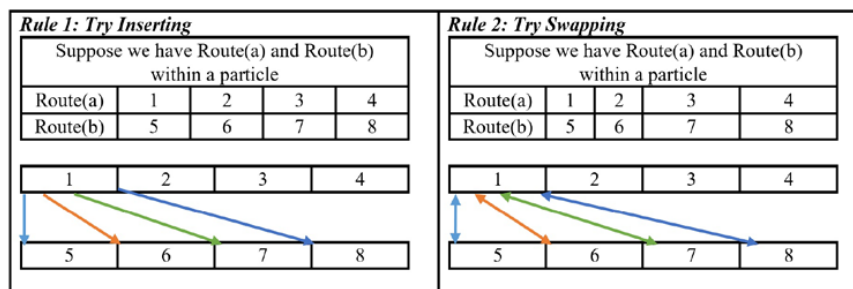 Rule 1: Try Inserting
Suppose we have Route(a) and Route(b)
within a particle
Route(a) 1 2 3 4
Route(b) 5 6 7 8
1 2 3 4
5 6 7 8
Rule 2: Try Swapping
Suppose we have Route(a) and Route(b)
within a particle
Route(a) 1 2 3 4
Route(b) 5 6 7 8
1 2 3 4
5 6 7 8